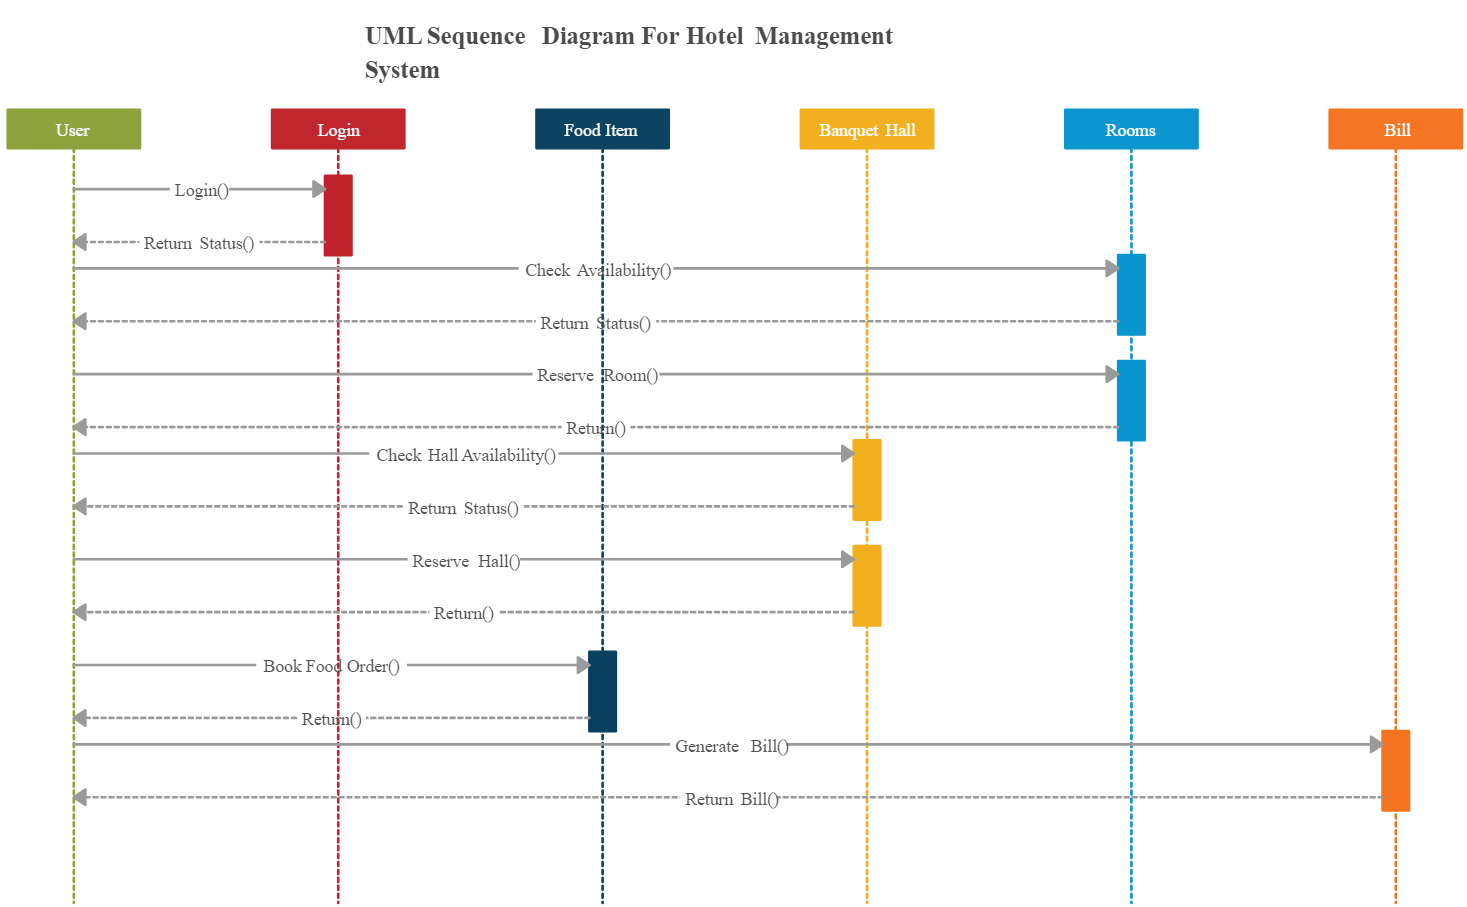 UML Sequence Diagram For Hotel Management
System
User
Login
Food Item
Banquet Hall
Rooms
Bill
Login()
Return Status()
Check Availability()
Return Status()
Reserve Room()
Return()
Check Hall Availability()
Return Status()
Reserve Hall()
Return()
Book Food Order()
Return()
Generate Bill()
Return Bill()